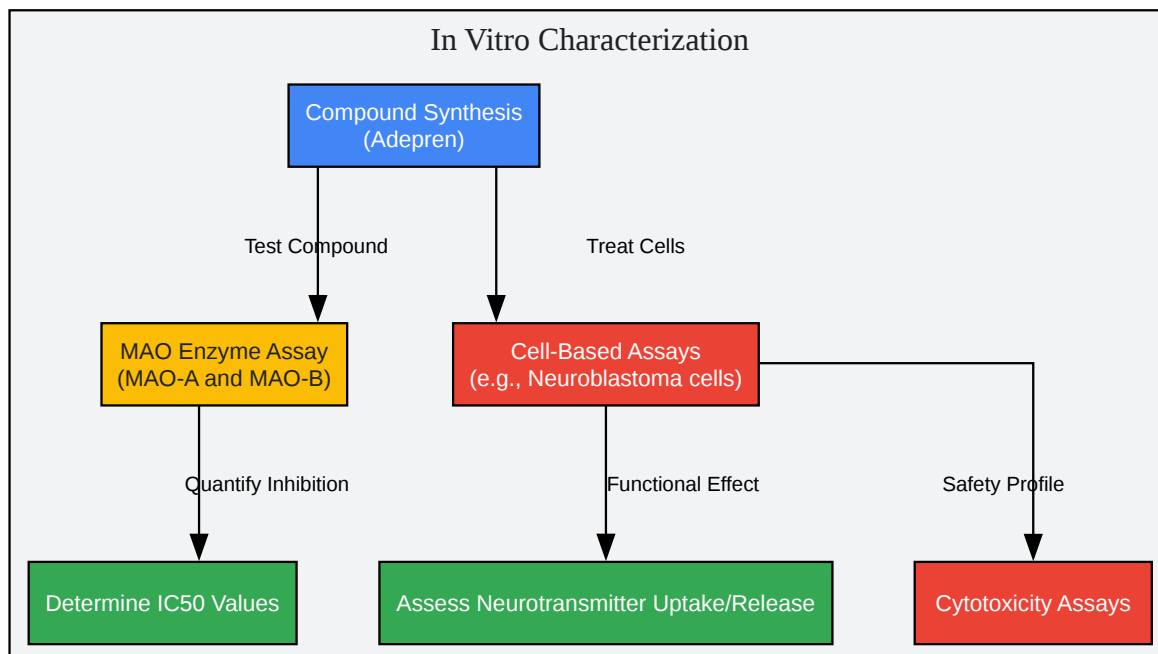 In Vitro Characterization
Compound Synthesis
(Adepren)
Test Compound
Treat Cells
MAO Enzyme Assay
(MAO-A and MAO-B)
Cell-Based Assays
(e.g., Neuroblastoma cells)
Quantify Inhibition
Functional Effect
Safety Profile
Determine IC50 Values
Assess Neurotransmitter Uptake/Release
Cytotoxicity Assays